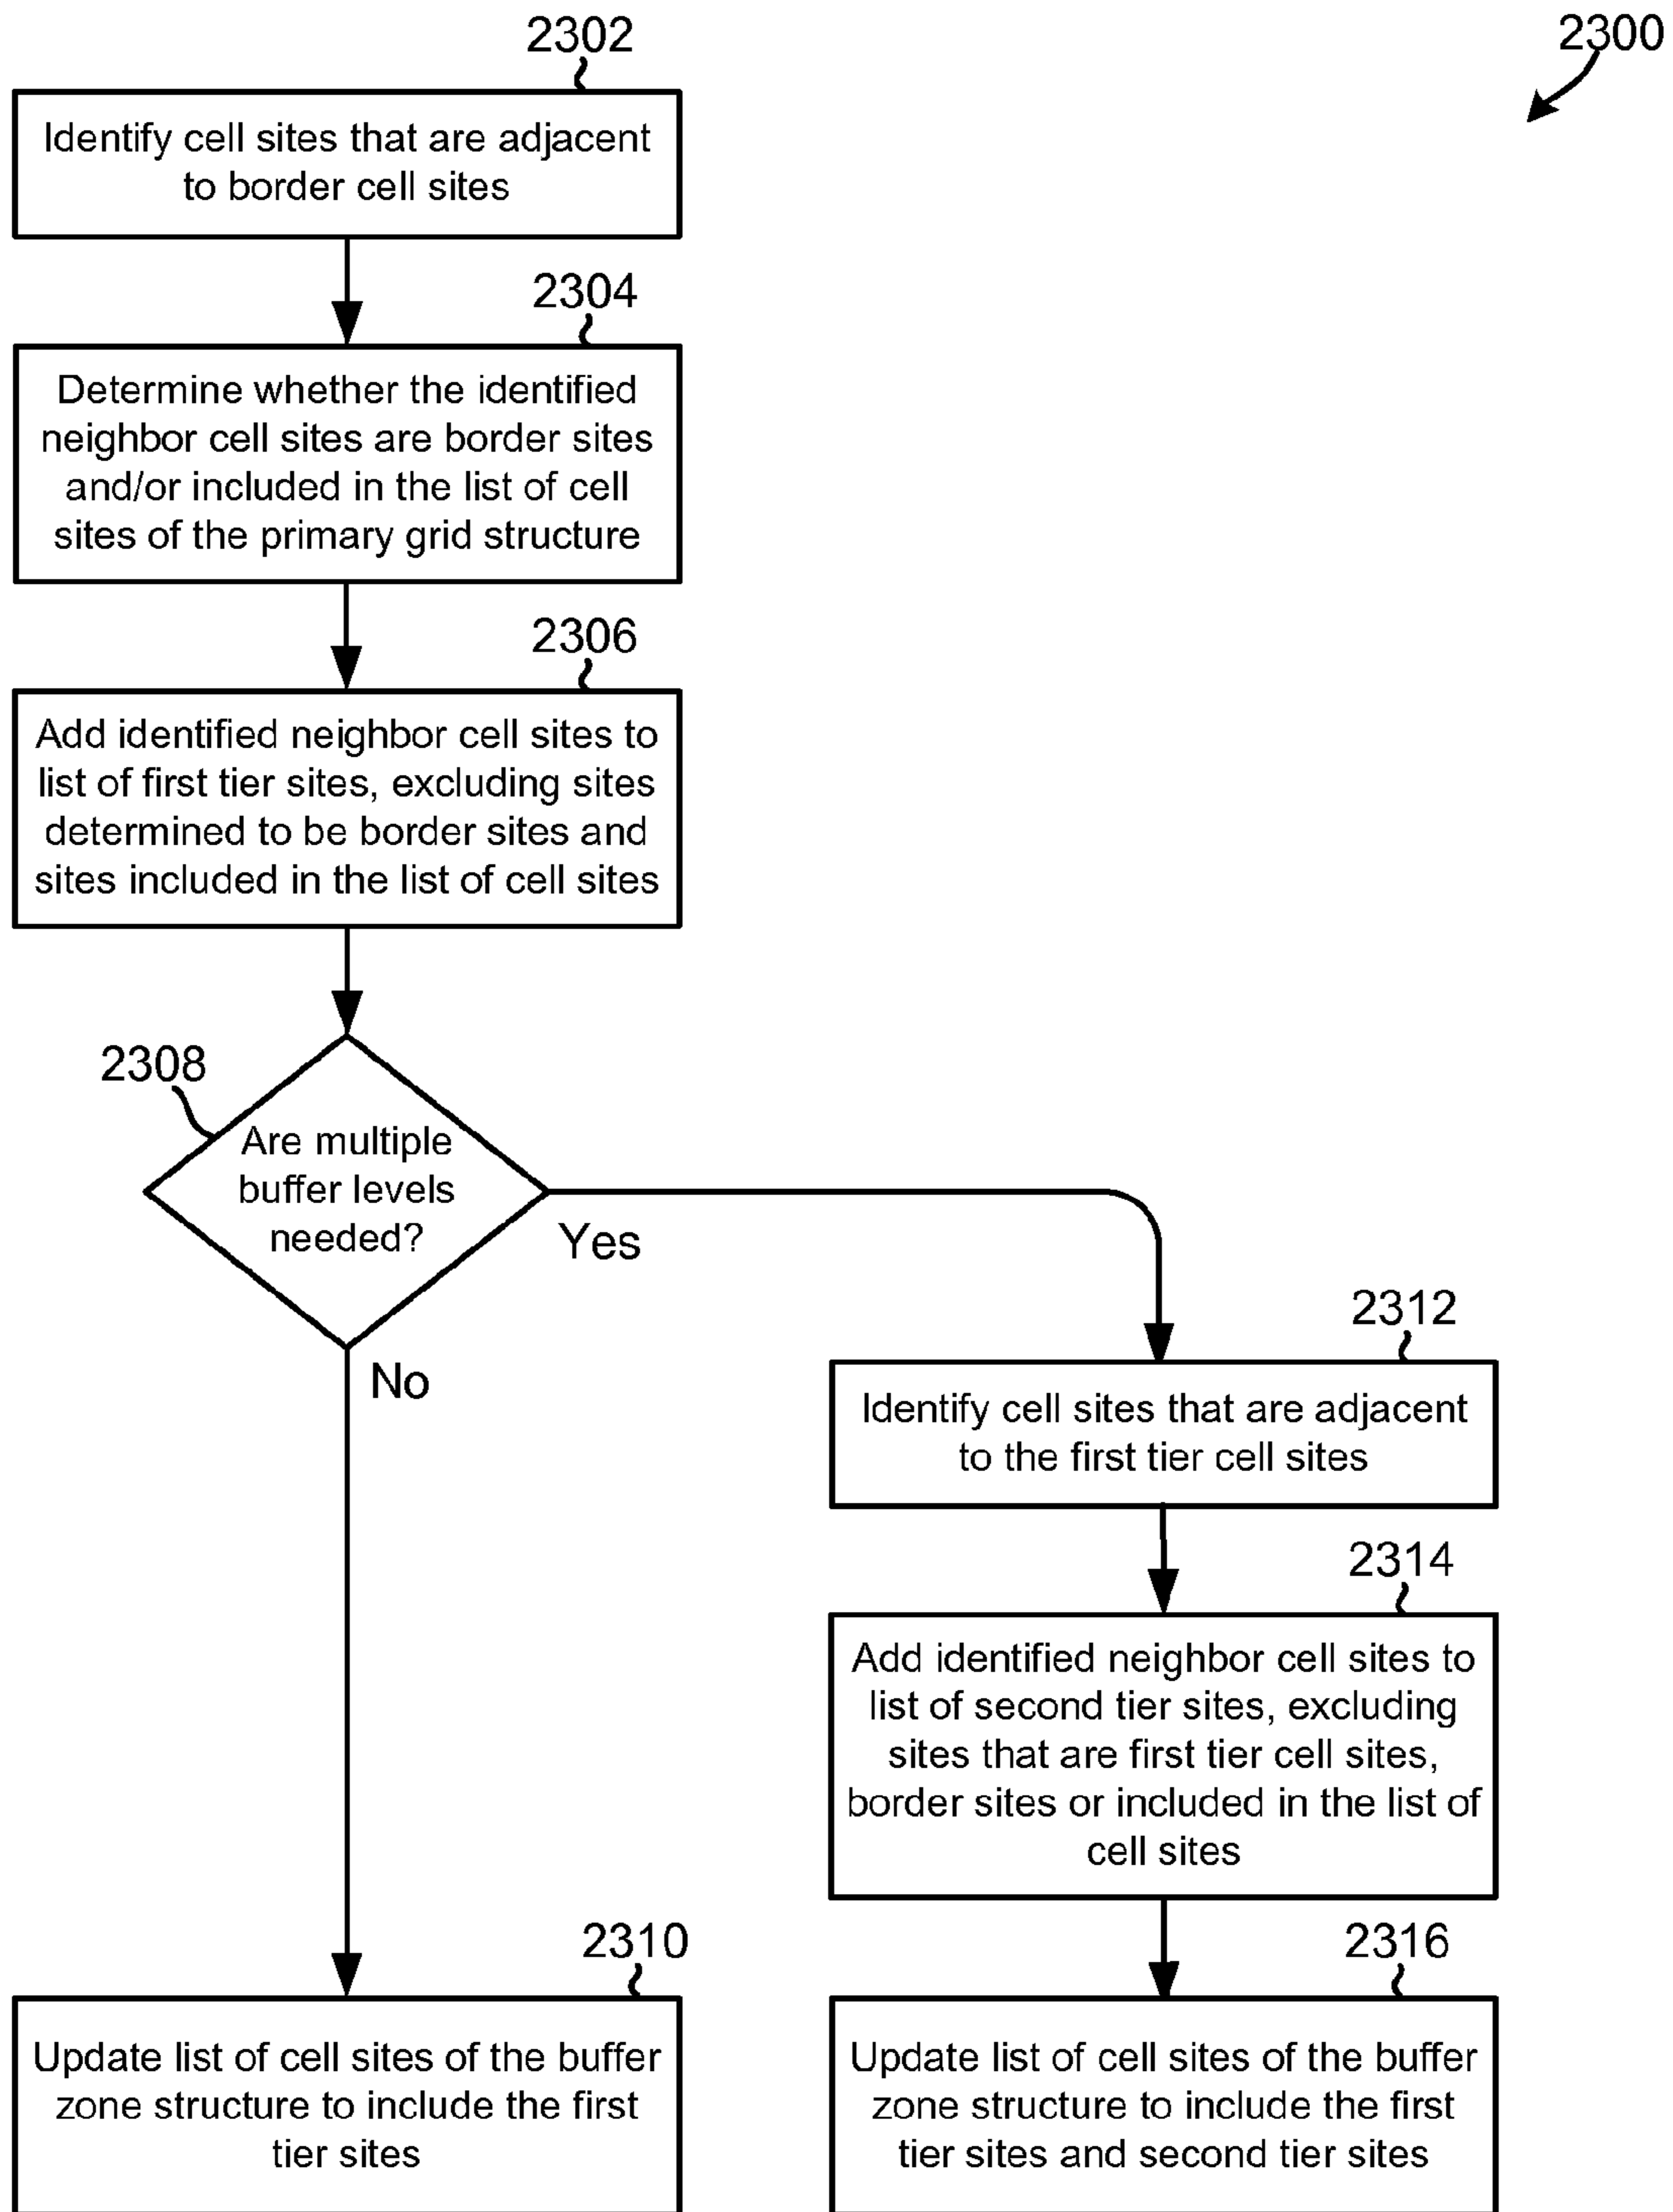 2300
2302
Identify cell sites that are adjacent
to border cell sites
2304
Determine whether the identified
neighbor cell sites are border sites
and/or included in the list of cell
sites of the primary grid structure
2306
Add identified neighbor cell sites to
list of first tier sites, excluding sites
determined to be border sites and
sites included in the list of cell sites
2308
Are multiple
buffer levels
needed?
Yes
No
2312
Identify cell sites that are adjacent
to the first tier cell sites
2314
Add identified neighbor cell sites to
list of second tier sites, excluding
sites that are first tier cell sites,
border sites or included in the list of
cell sites
2310
Update list of cell sites of the buffer
zone structure to include the first
tier sites
2316
Update list of cell sites of the buffer
zone structure to include the first
tier sites and second tier sites